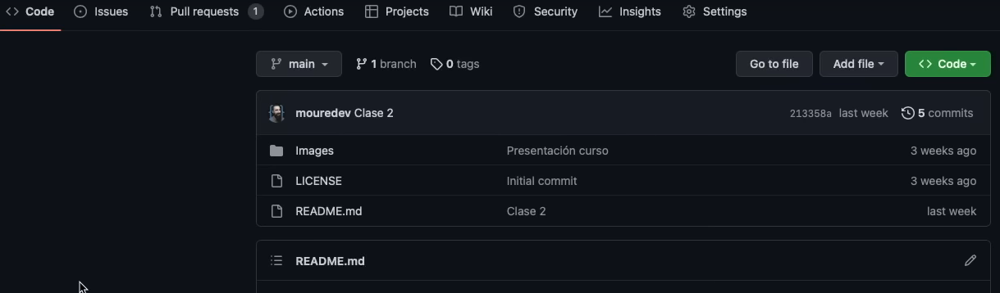 Code Issues Pull requests 1 Actions Projects Wiki Security Insights Settings
main 1 branch 0 tags Go to file Add file Code
mouredev Clase 2 213358a last week 5 commits
Images Presentación curso 3 weeks ago
LICENSE Initial commit 3 weeks ago
README.md Clase 2 last week
README.md